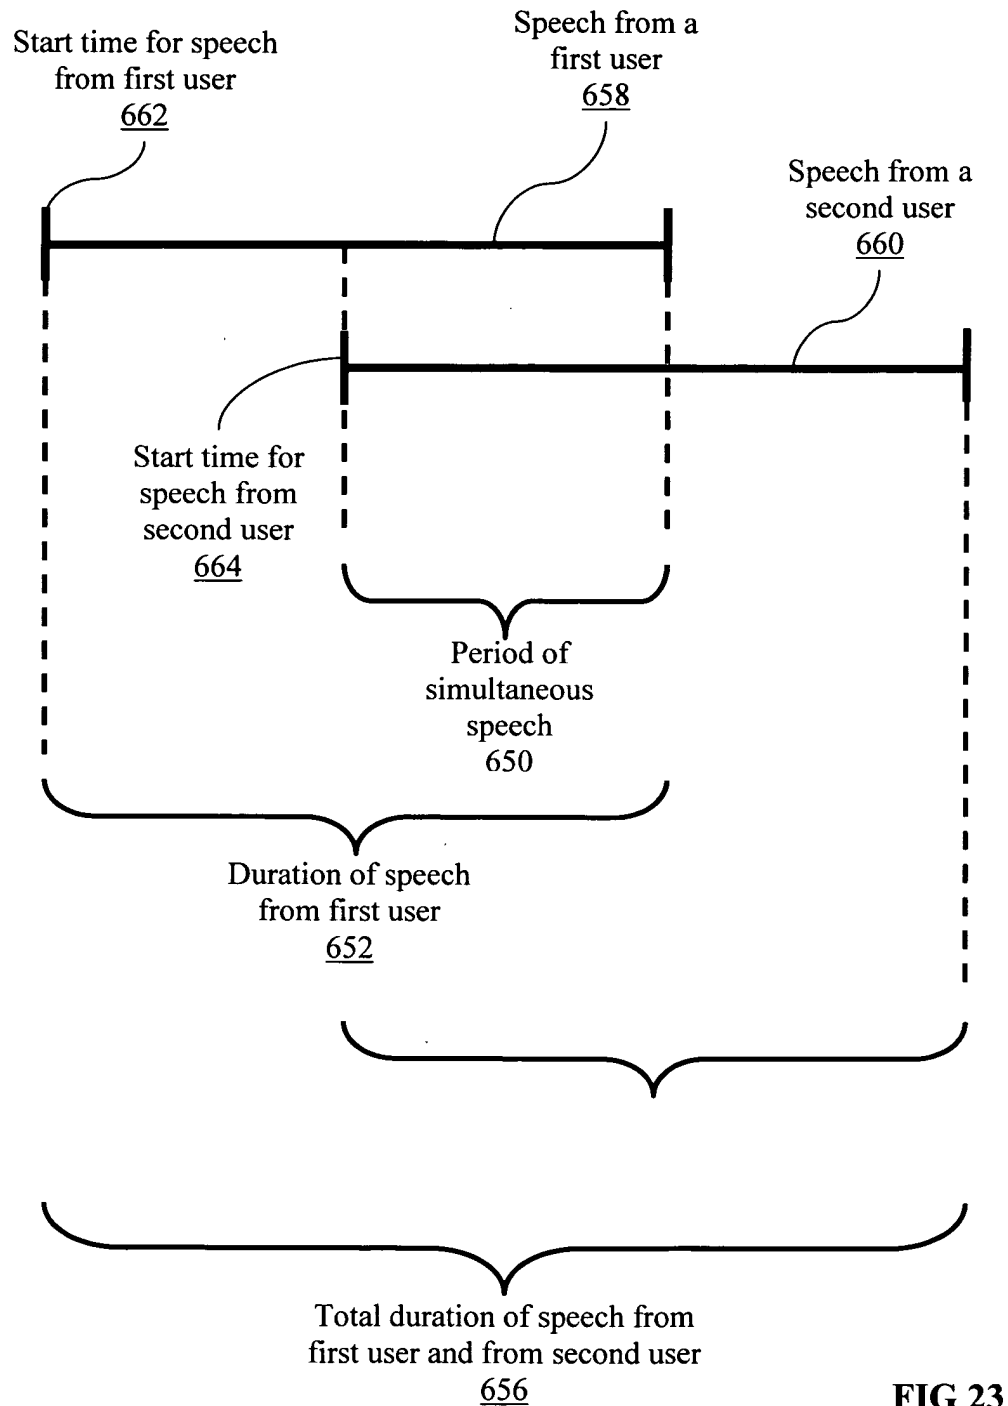 Start time for speech
from first user
662
Speech from a
first user
658
Speech from a
second user
660
Start time for
speech from
second user
664
Period of
simultaneous
speech
650
Duration of speech
from first user
652
Total duration of speech from
first user and from second user
656
FIG 23